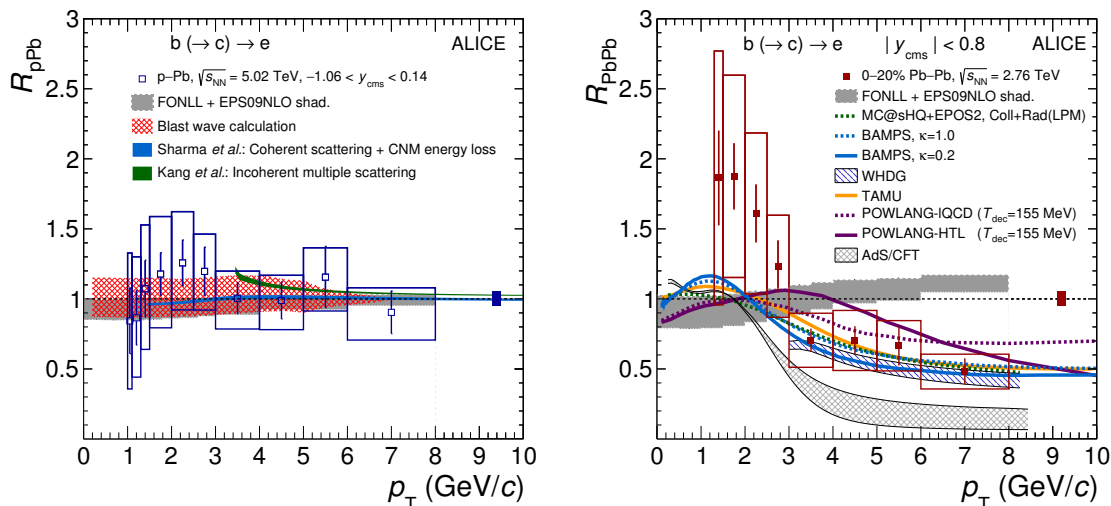 R_pPb
3
2.5
2
1.5
1
0.5
b (→ c) → e
ALICE
p–Pb, √s_NN = 5.02 TeV, –1.06 < y_cms < 0.14
FONLL + EPS09NLO shad.
Blast wave calculation
Sharma et al.: Coherent scattering + CNM energy loss
Kang et al.: Incoherent multiple scattering
0 1 2 3 4 5 6 7 8 9 10
p_T (GeV/c)
R_PbPb
3
2.5
2
1.5
1
0.5
b (→ c) → e
| y_cms | < 0.8
ALICE
0–20% Pb–Pb, √s_NN = 2.76 TeV
FONLL + EPS09NLO shad.
MC@sHQ+EPOS2, Coll+Rad(LPM)
BAMPS, κ=1.0
BAMPS, κ=0.2
WHDG
TAMU
POWLANG-lQCD (T_dec=155 MeV)
POWLANG-HTL (T_dec=155 MeV)
AdS/CFT
0 1 2 3 4 5 6 7 8 9 10
p_T (GeV/c)